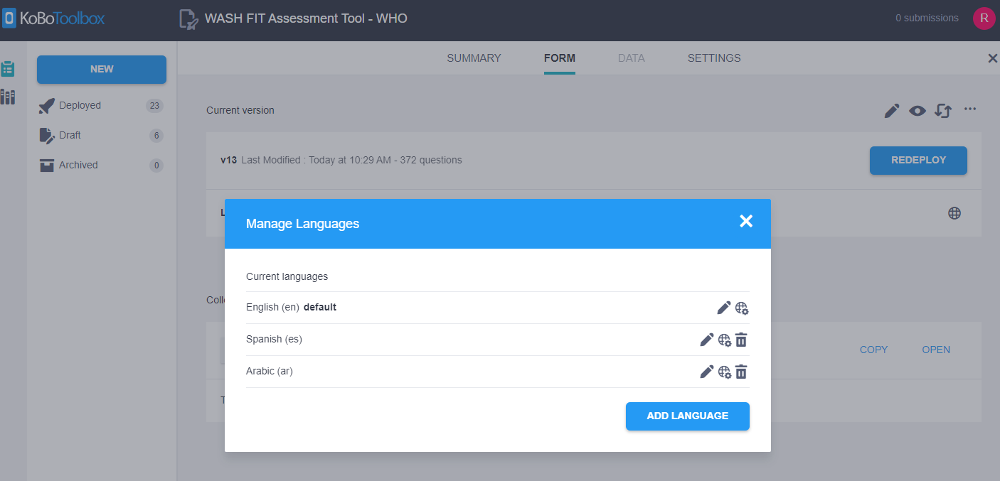 KoBoToolbox
WASH FIT Assessment Tool - WHO
0 submissions
R
NEW
Deployed 23
Draft 6
Archived 0
SUMMARY
FORM
DATA
SETTINGS
Current version
v13 Last Modified : Today at 10:29 AM - 372 questions
REDEPLOY
Manage Languages
Current languages
English (en) default
Spanish (es)
Arabic (ar)
ADD LANGUAGE
COPY
OPEN